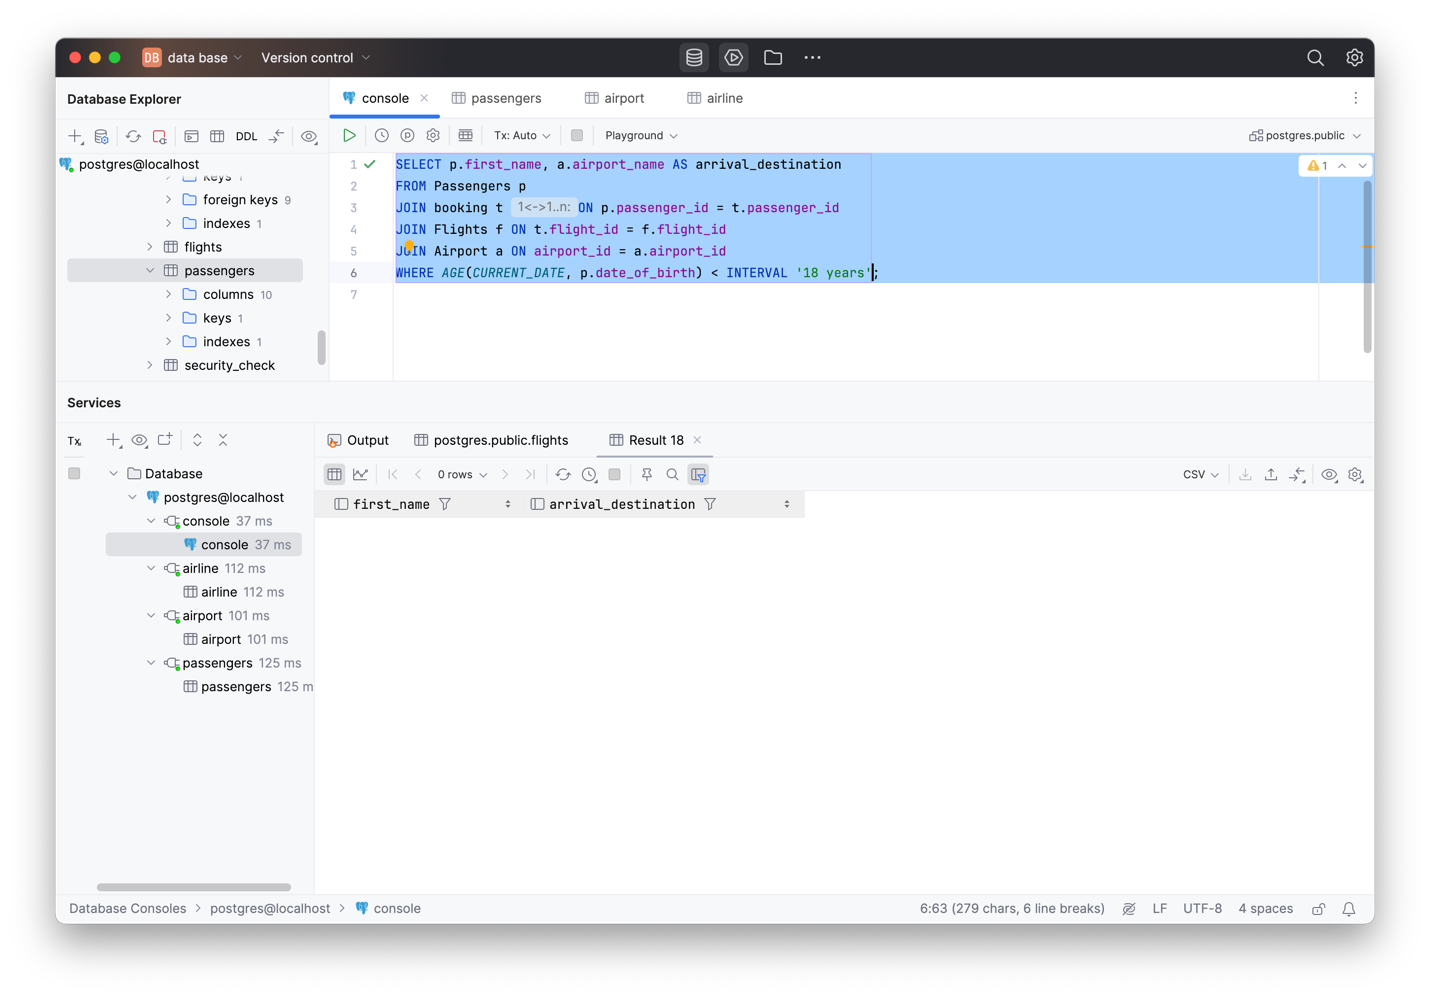 DB data base Version control
Database Explorer
console passengers airport airline
DDL Tx: Auto Playground postgres.public
postgres@localhost
keys 1
foreign keys 9
indexes 1
flights
passengers
columns 10
keys 1
indexes 1
security_check
1 SELECT p.first_name, a.airport_name AS arrival_destination
2 FROM Passengers p
3 JOIN booking t 1<->1..n: ON p.passenger_id = t.passenger_id
4 JOIN Flights f ON t.flight_id = f.flight_id
5 JOIN Airport a ON airport_id = a.airport_id
6 WHERE AGE(CURRENT_DATE, p.date_of_birth) < INTERVAL '18 years';
7
1
Services
Tx
Output postgres.public.flights Result 18
0 rows CSV
first_name arrival_destination
Database
postgres@localhost
console 37 ms
console 37 ms
airline 112 ms
airline 112 ms
airport 101 ms
airport 101 ms
passengers 125 ms
passengers 125 m
Database Consoles > postgres@localhost > console
6:63 (279 chars, 6 line breaks) LF UTF-8 4 spaces